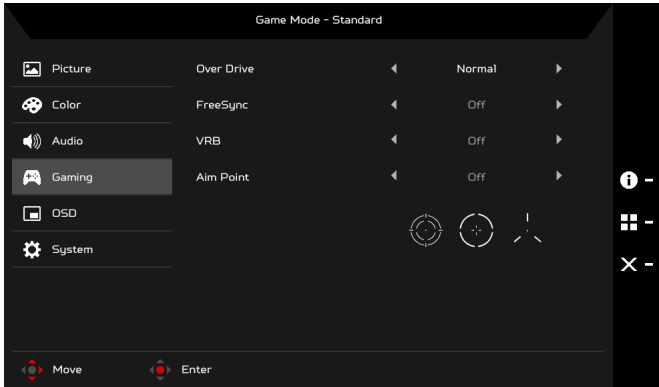 Game Mode - Standard
Picture
Over Drive Normal
Color
FreeSync Off
Audio
VRB Off
Gaming
Aim Point Off
OSD
System
Move Enter